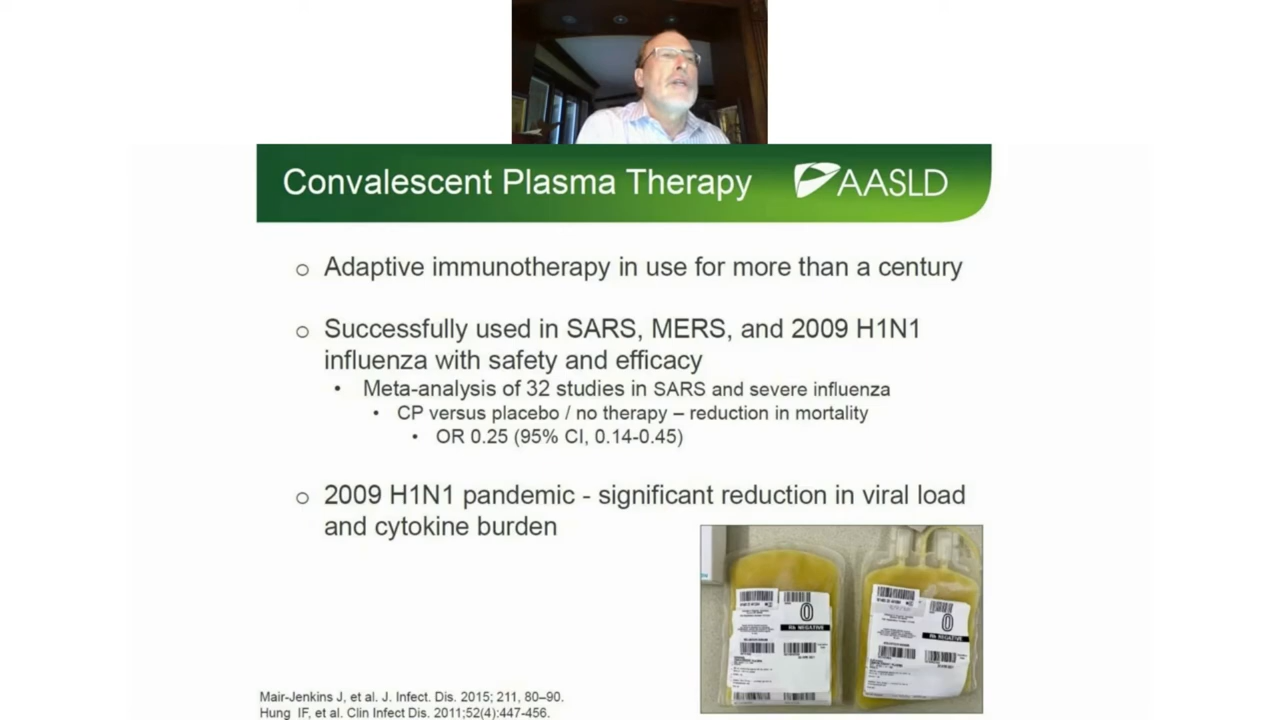 Convalescent Plasma Therapy
AASLD
o Adaptive immunotherapy in use for more than a century
o Successfully used in SARS, MERS, and 2009 H1N1
influenza with safety and efficacy
• Meta-analysis of 32 studies in SARS and severe influenza
• CP versus placebo / no therapy – reduction in mortality
• OR 0.25 (95% CI, 0.14-0.45)
o 2009 H1N1 pandemic - significant reduction in viral load
and cytokine burden
O
Rh NEGATIVE
O
Rh NEGATIVE
Mair-Jenkins J, et al. J. Infect. Dis. 2015; 211, 80–90.
Hung IF, et al. Clin Infect Dis. 2011;52(4):447-456.